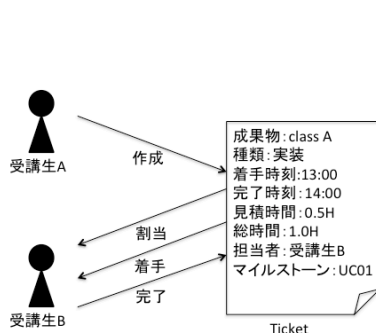 受講生A
作成
割当
着手
完了
受講生B
成果物：class A
種類：実装
着手時刻:13:00
完了時刻：14:00
見積時間：0.5H
総時間：1.0H
担当者：受講生B
マイルストーン：UC01
Ticket